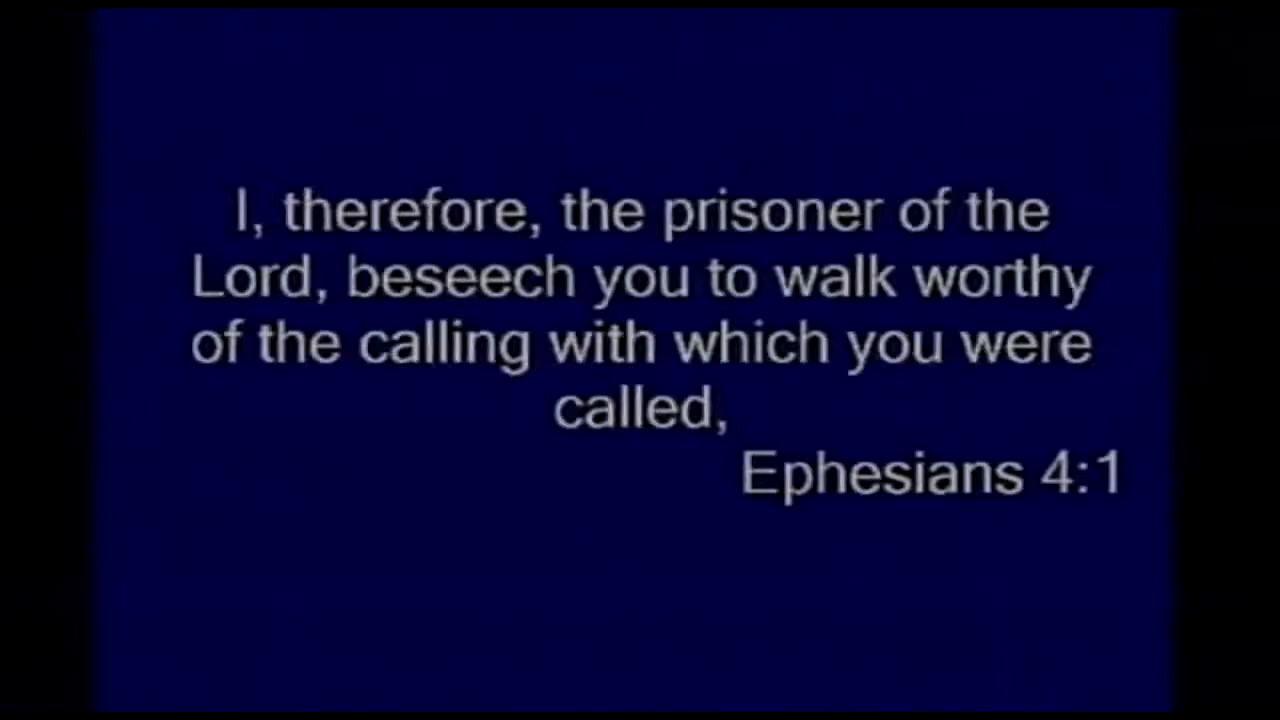 I, therefore, the prisoner of the
Lord, beseech you to walk worthy
of the calling with which you were
called,
Ephesians 4:1